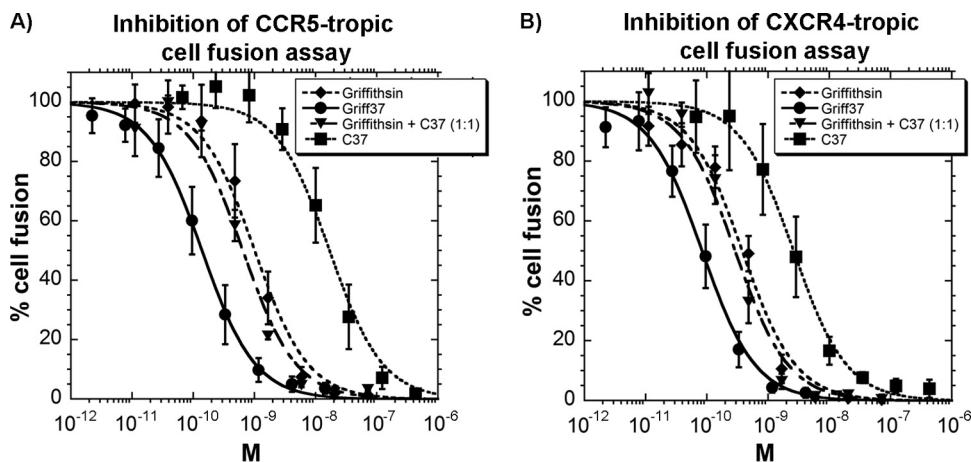 A) Inhibition of CCR5-tropic
cell fusion assay
% cell fusion
100
80
60
40
20
0
Griffithsin
Griff37
Griffithsin + C37 (1:1)
C37
10-12 10-11 10-10 10-9 10-8 10-7 10-6
M
B) Inhibition of CXCR4-tropic
cell fusion assay
% cell fusion
100
80
60
40
20
0
Griffithsin
Griff37
Griffithsin + C37 (1:1)
C37
10-12 10-11 10-10 10-9 10-8 10-7 10-6
M